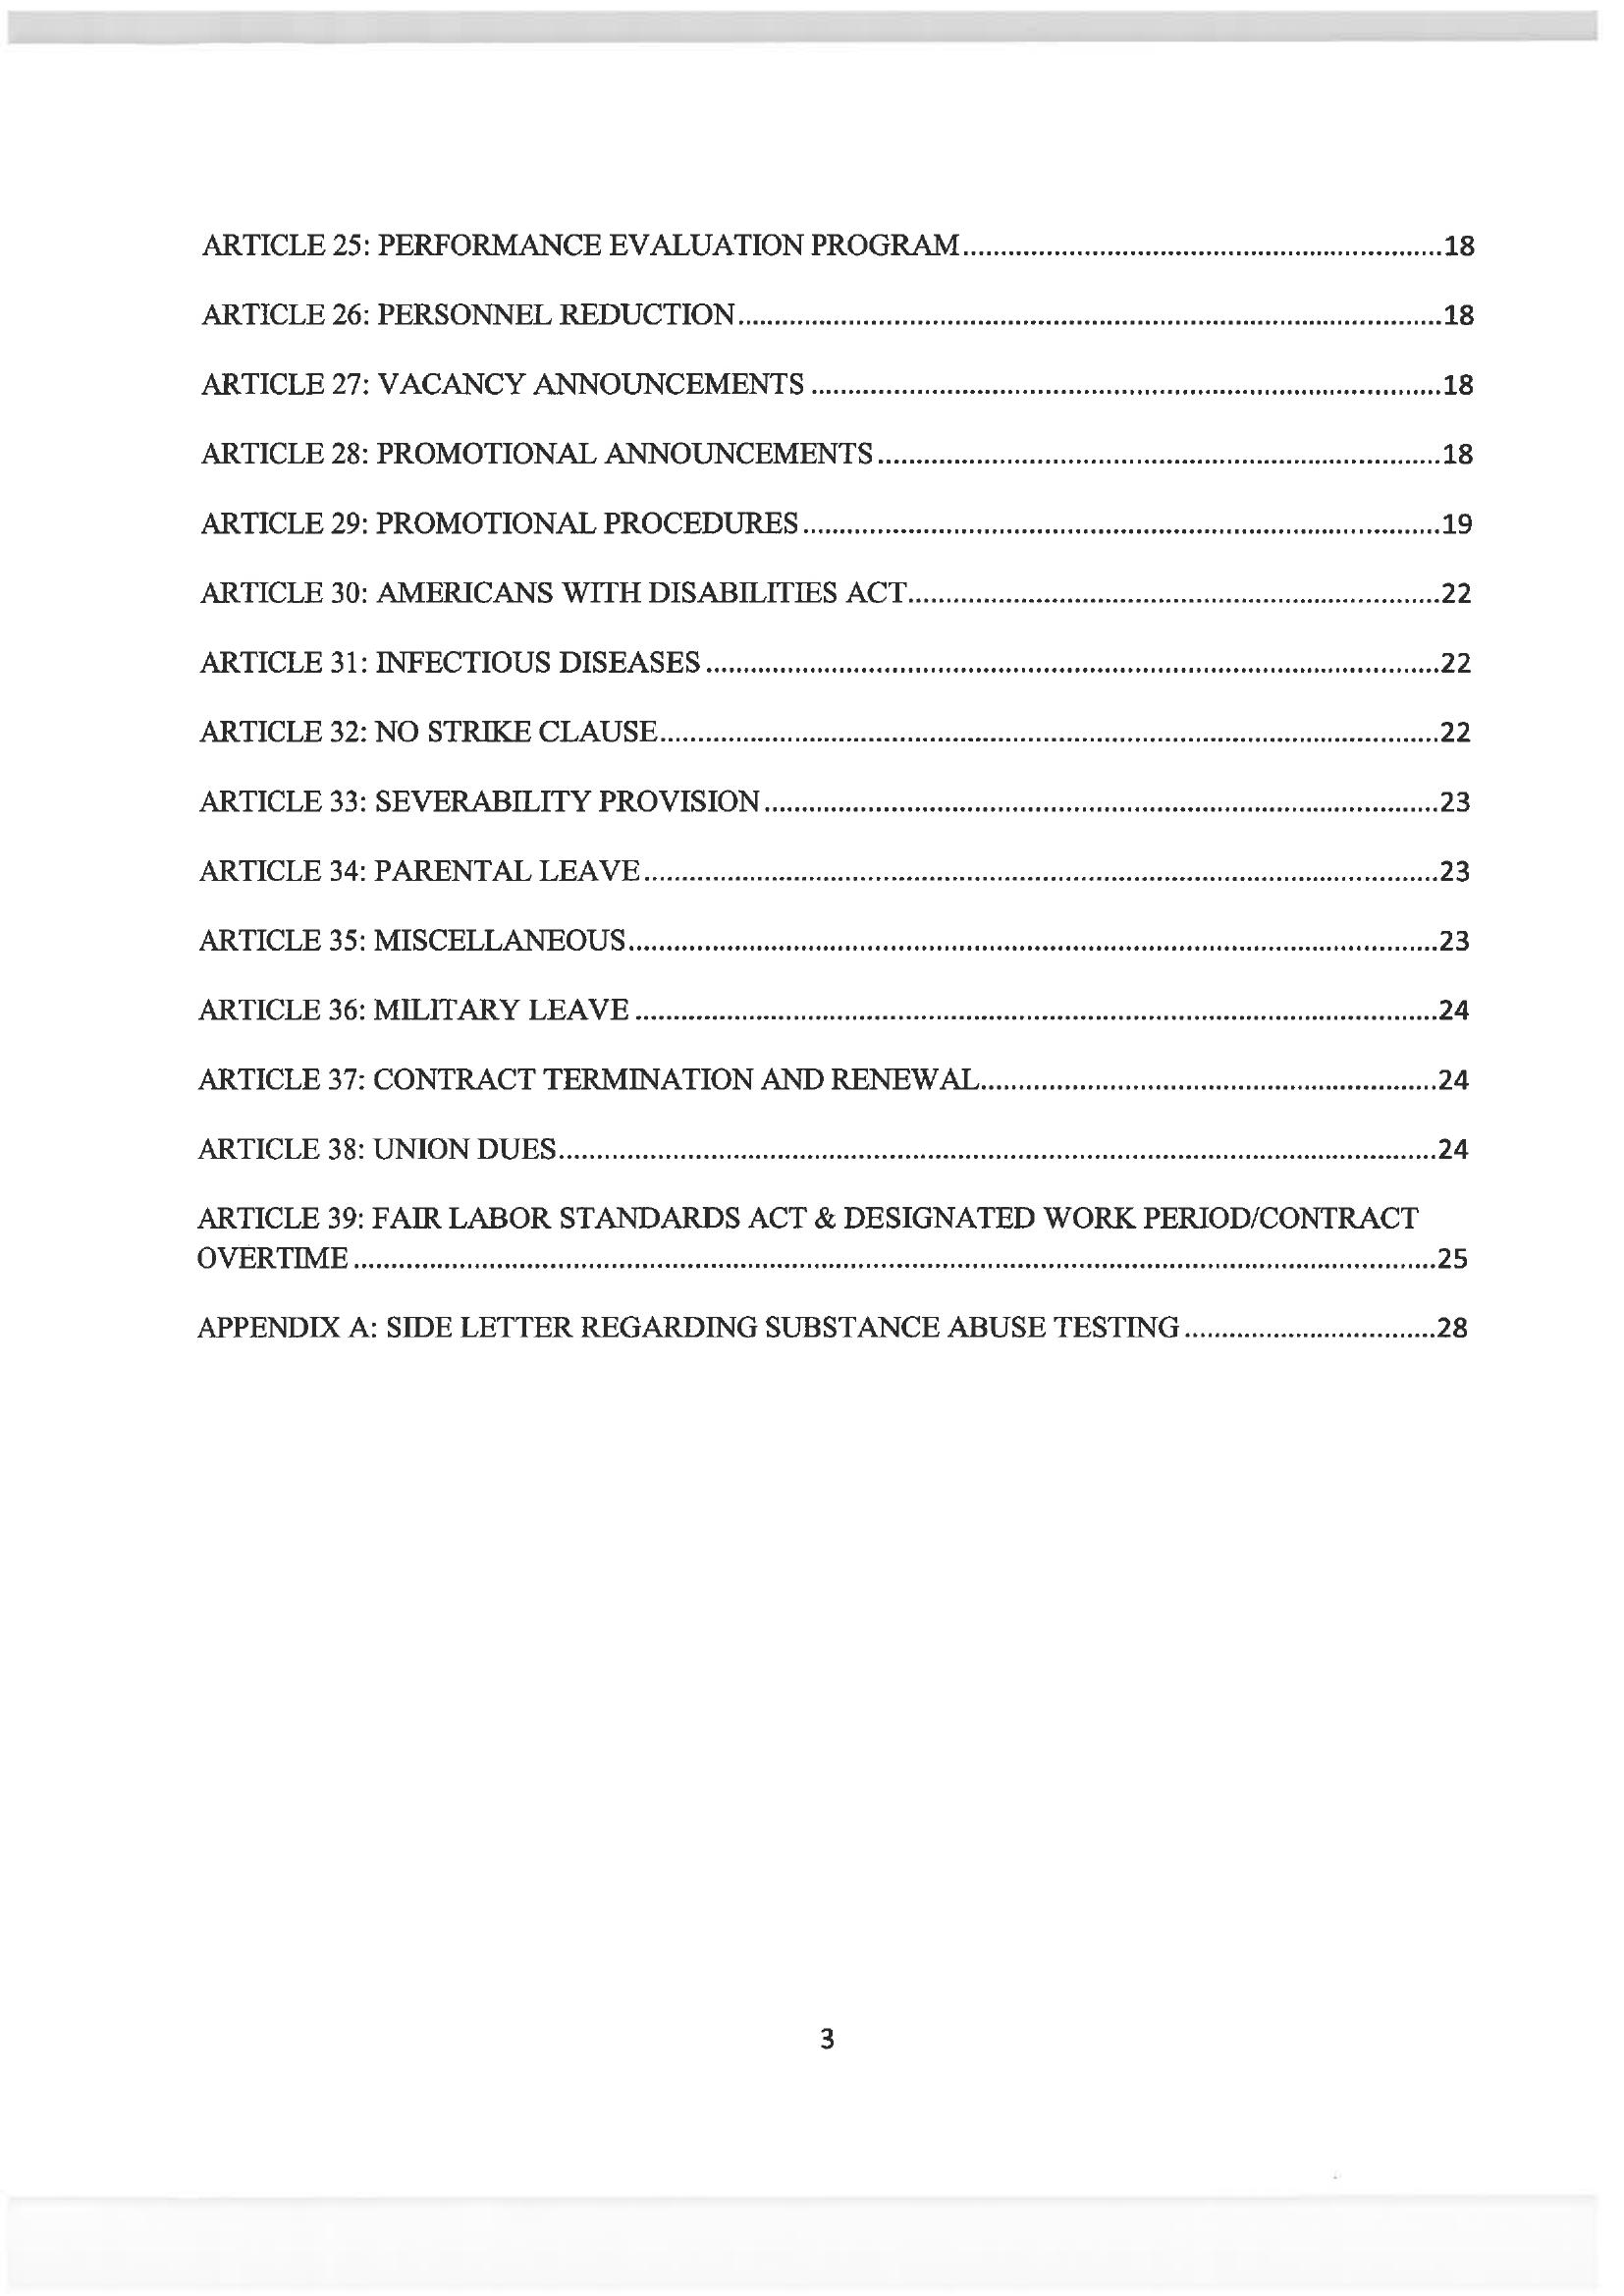 ARTICLE 25: PERFORMANCE EVALUATION PROGRAM..............................................................18
ARTICLE 26: PERSONNEL REDUCTION............................................................................................18
ARTICLE 27: VACANCY ANNOUNCEMENTS ..................................................................................18
ARTICLE 28: PROMOTIONAL ANNOUNCEMENTS.........................................................................18
ARTICLE 29: PROMOTIONAL PROCEDURES...................................................................................19
ARTICLE 30: AMERICANS WITH DISABILITIES ACT.....................................................................22
ARTICLE 31: INFECTIOUS DISEASES................................................................................................22
ARTICLE 32: NO STRIKE CLAUSE.....................................................................................................22
ARTICLE 33: SEVERABILITY PROVISION........................................................................................23
ARTICLE 34: PARENTAL LEAVE.......................................................................................................23
ARTICLE 35: MISCELLANEOUS.........................................................................................................23
ARTICLE 36: MILITARY LEAVE ........................................................................................................24
ARTICLE 37: CONTRACT TERMINATION AND RENEWAL...........................................................24
ARTICLE 38: UNION DUES..................................................................................................................24
ARTICLE 39: FAIR LABOR STANDARDS ACT & DESIGNATED WORK PERIOD/CONTRACT
OVERTIME.............................................................................................................................................25
APPENDIX A: SIDE LETTER REGARDING SUBSTANCE ABUSE TESTING.................................28
3